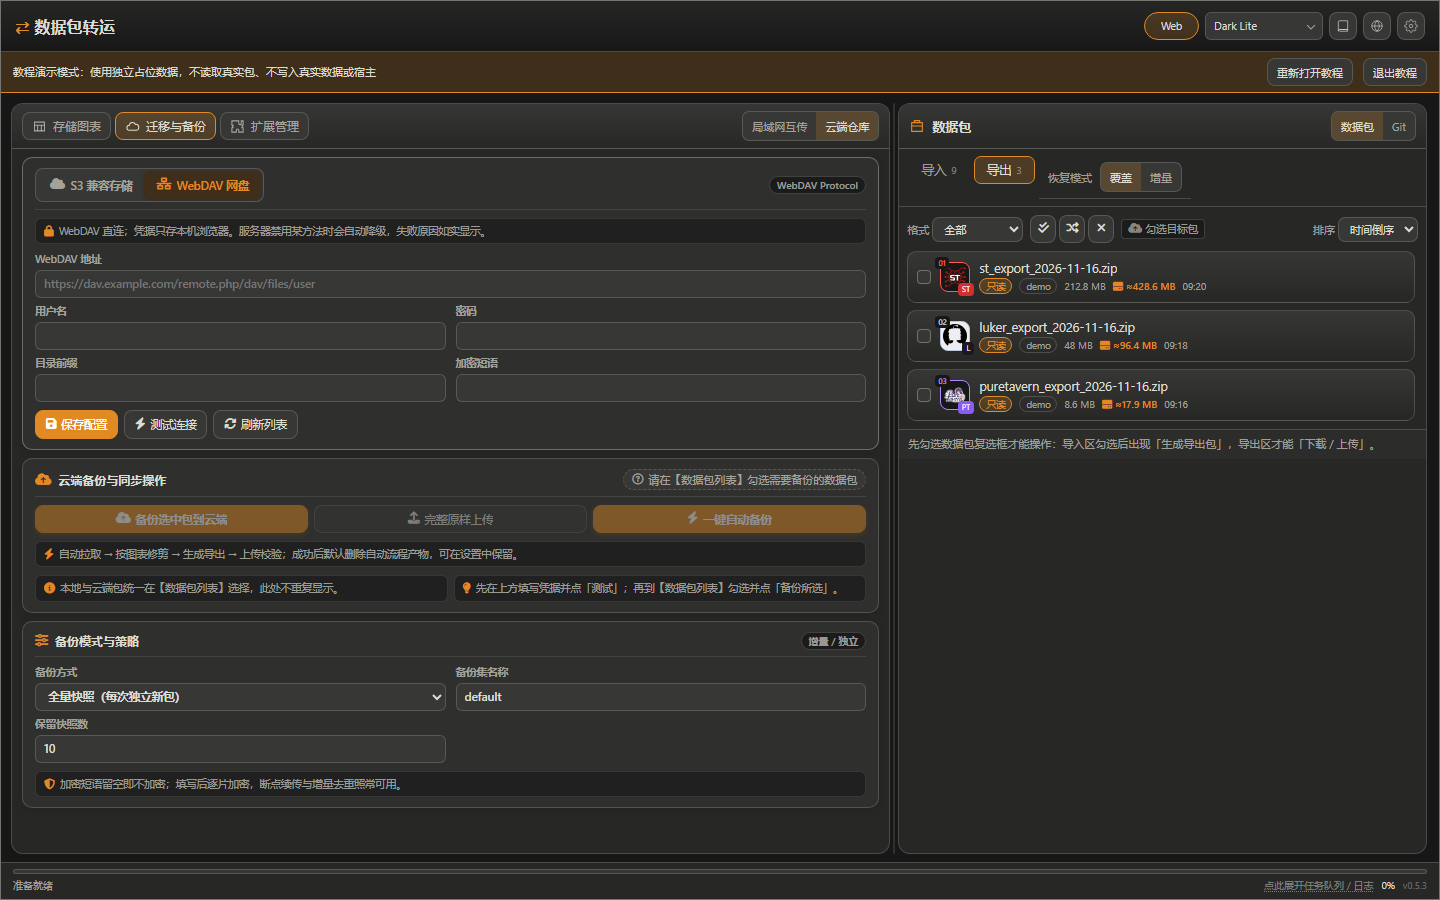 数据包转运
Web
Dark Lite
教程演示模式：使用独立占位数据，不读取真实包、不写入真实数据或宿主
重新打开教程
退出教程
存储图表
迁移与备份
扩展管理
局域网互传
云端仓库
S3 兼容存储
WebDAV 网盘
WebDAV Protocol
WebDAV 直连；凭据只存本机浏览器。服务器禁用某方法时会自动降级，失败原因如实显示。
WebDAV 地址
https://dav.example.com/remote.php/dav/files/user
用户名
密码
目录前缀
加密短语
保存配置
测试连接
刷新列表
云端备份与同步操作
请在【数据包列表】勾选需要备份的数据包
备份选中包到云端
完整原样上传
一键自动备份
自动拉取 → 按图表修剪 → 生成导出 → 上传校验；成功后默认删除自动流程产物，可在设置中保留。
本地与云端包统一在【数据包列表】选择，此处不重复显示。
先在上方填写凭据并点「测试」；再到【数据包列表】勾选并点「备份所选」。
备份模式与策略
增量 / 独立
备份方式
备份集名称
全量快照（每次独立新包）
default
保留快照数
10
加密短语留空即不加密；填写后逐片加密，断点续传与增量去重照常可用。
数据包
数据包
Git
导入 9
导出 3
恢复模式
覆盖
增量
格式
全部
勾选目标包
排序
时间倒序
01
ST
ST
st_export_2026-11-16.zip
只读
demo
212.8 MB
≈428.6 MB
09:20
02
L
luker_export_2026-11-16.zip
只读
demo
48 MB
≈96.4 MB
09:18
03
PT
puretavern_export_2026-11-16.zip
只读
demo
8.6 MB
≈17.9 MB
09:16
先勾选数据包复选框才能操作：导入区勾选后出现「生成导出包」，导出区才能「下载 / 上传」。
准备就绪
点此展开任务队列 / 日志
0%
v0.5.3